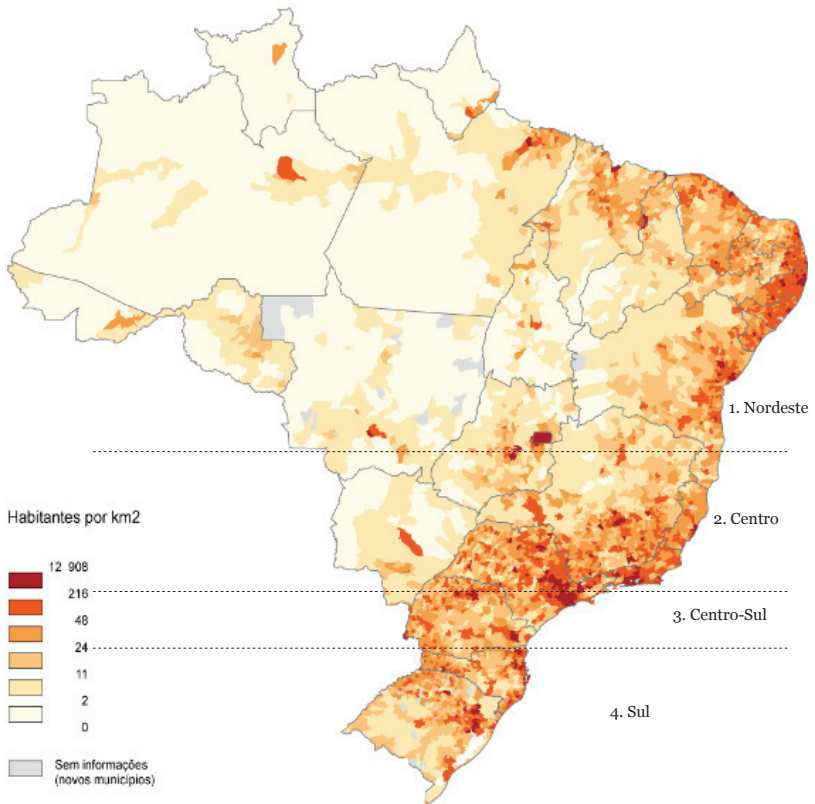 1. Nordeste
2. Centro
3. Centro-Sul
4. Sul
Habitantes por km2
12 908
216
48
24
11
2
0
Sem informações
(novos municípios)